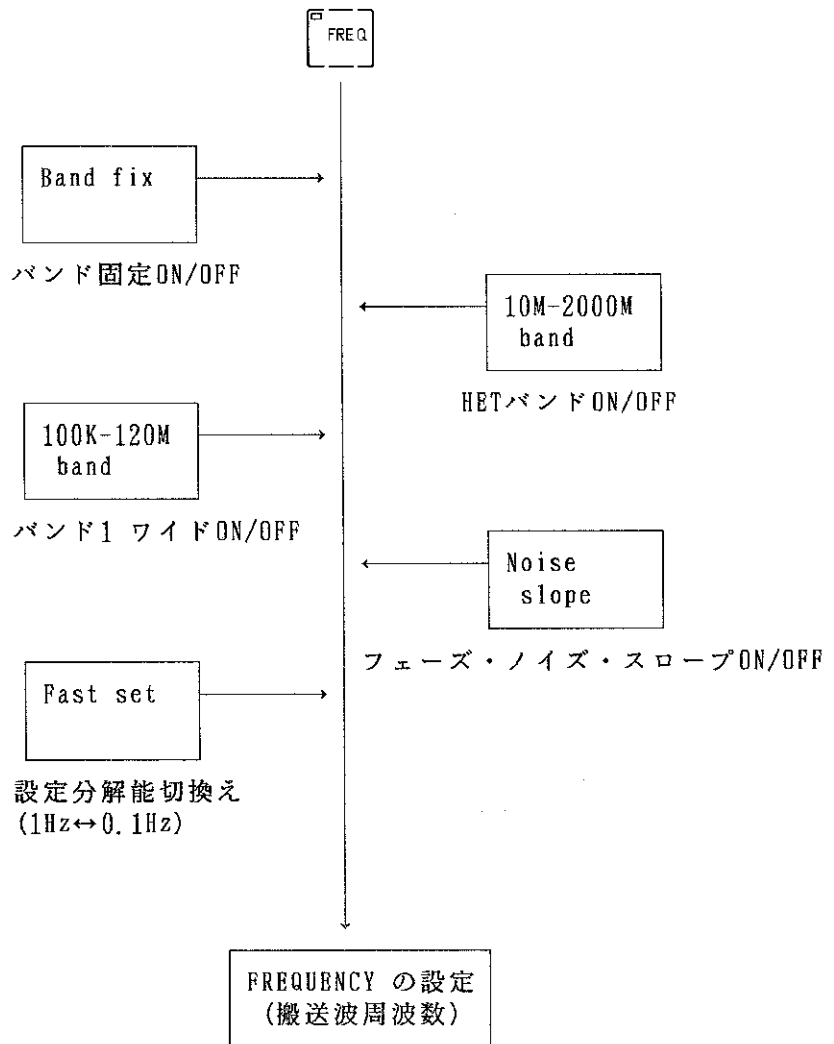 FREQ
Band fix
バンド固定ON/OFF
10M-2000M
band
HETバンドON/OFF
100K-120M
band
バンド1 ワイドON/OFF
Noise
slope
フェーズ・ノイズ・スロープON/OFF
Fast set
設定分解能切換え
(1Hz↔0.1Hz)
FREQUENCY の設定
(搬送波周波数)